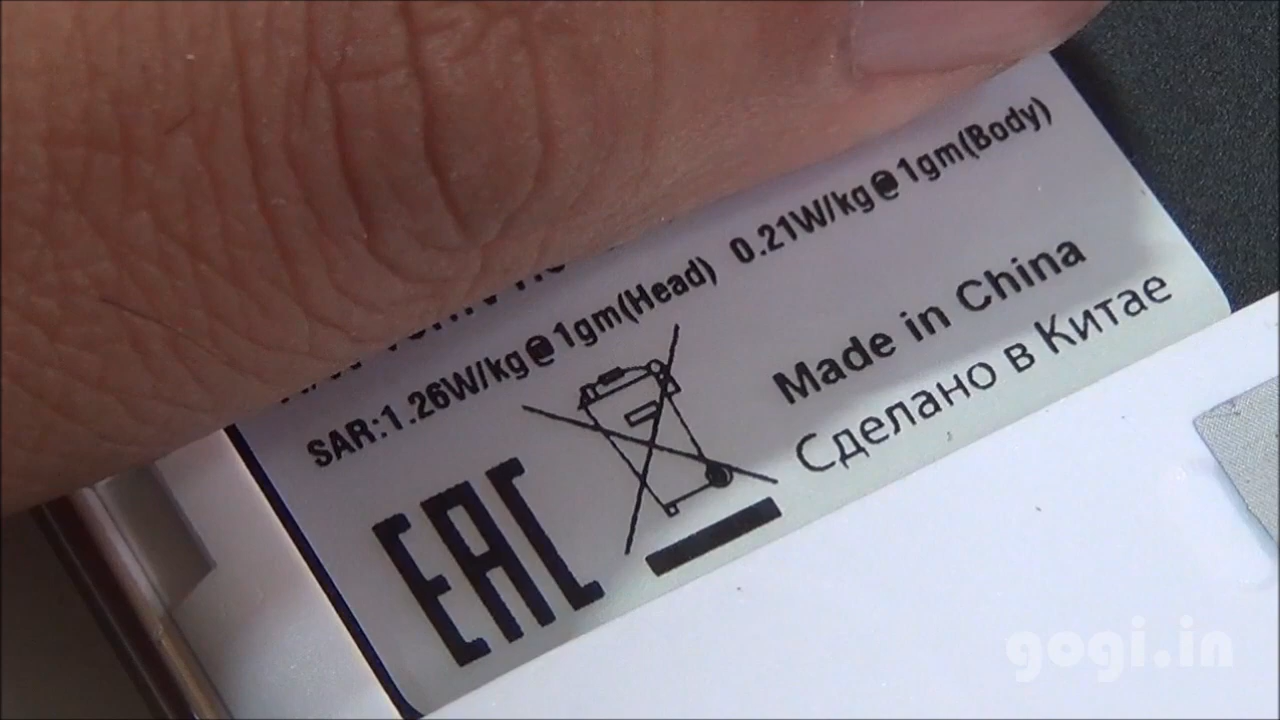 SAR:1.26W/kg@1gm(Head) 0.21W/kg@1gm(Body)
Made in China
Сделано в Китае
EAC
gogi.in